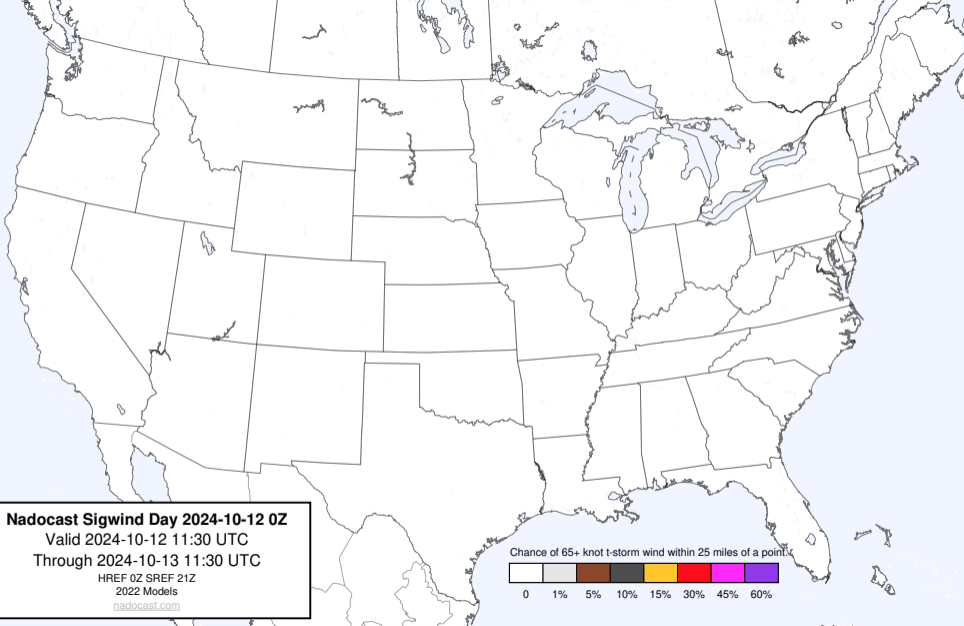 Nadocast Sigwind Day 2024-10-12 0Z
Valid 2024-10-12 11:30 UTC
Through 2024-10-13 11:30 UTC
HREF 0Z SREF 21Z
2022 Models
nadocast.com
Chance of 65+ knot t-storm wind within 25 miles of a point.
0 1% 5% 10% 15% 30% 45% 60%